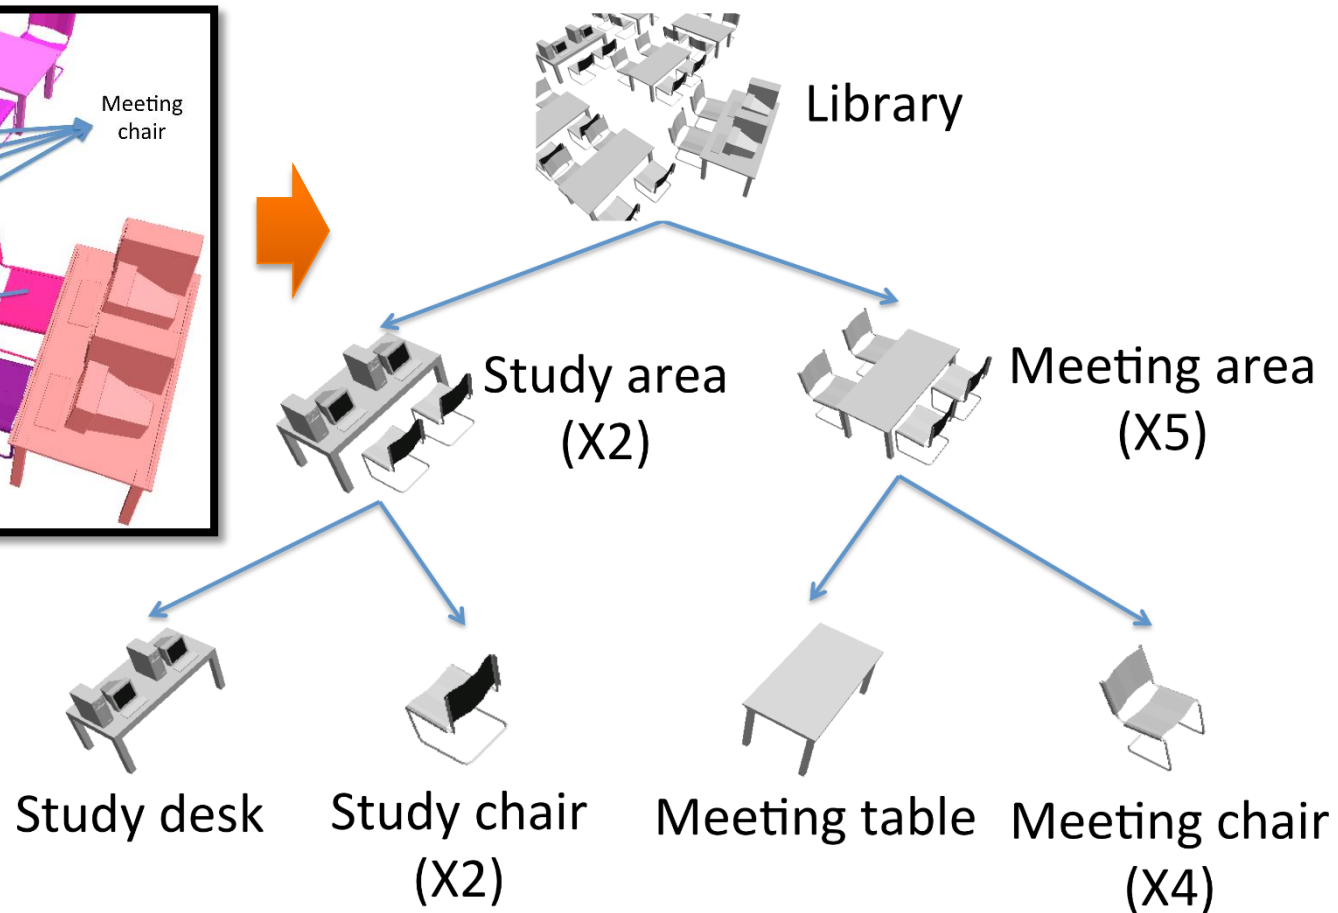 Meeting
chair
Library
Study area
(X2)
Meeting area
(X5)
Study desk
Study chair
(X2)
Meeting table
Meeting chair
(X4)